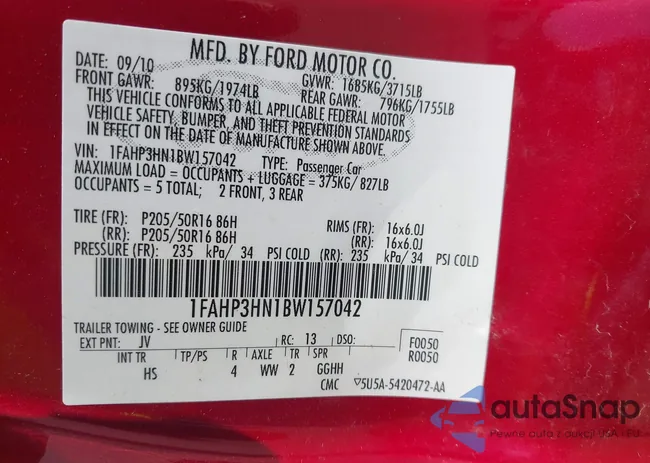 MFD. BY FORD MOTOR CO.
DATE: 09/10 GVWR: 1685KG/3715LB
FRONT GAWR: 895KG/1974LB REAR GAWR: 796KG/1755LB
THIS VEHICLE CONFORMS TO ALL APPLICABLE FEDERAL MOTOR
VEHICLE SAFETY, BUMPER, AND THEFT PREVENTION STANDARDS
IN EFFECT ON THE DATE OF MANUFACTURE SHOWN ABOVE.
VIN: 1FAHP3HN1BW157042 TYPE: Passenger Car
MAXIMUM LOAD = OCCUPANTS + LUGGAGE = 375KG/827LB
OCCUPANTS = 5 TOTAL; 2 FRONT, 3 REAR
TIRE (FR): P205/50R16 86H RIMS (FR): 16x6.0J
(RR): P205/50R16 86H (RR): 16x6.0J
PRESSURE (FR): 235 kPa/ 34 PSI COLD (RR): 235 kPa/ 34 PSI COLD
1FAHP3HN1BW157042
TRAILER TOWING - SEE OWNER GUIDE
EXT PNT: JV RC: 13 DSO: F0050
R0050
INT TR TP/PS R AXLE TR SPR
HS 4 WW 2 GGHH
CMC 5U5A-5420472-AA
autaSnap
Pewne auta z aukcji USA i EU